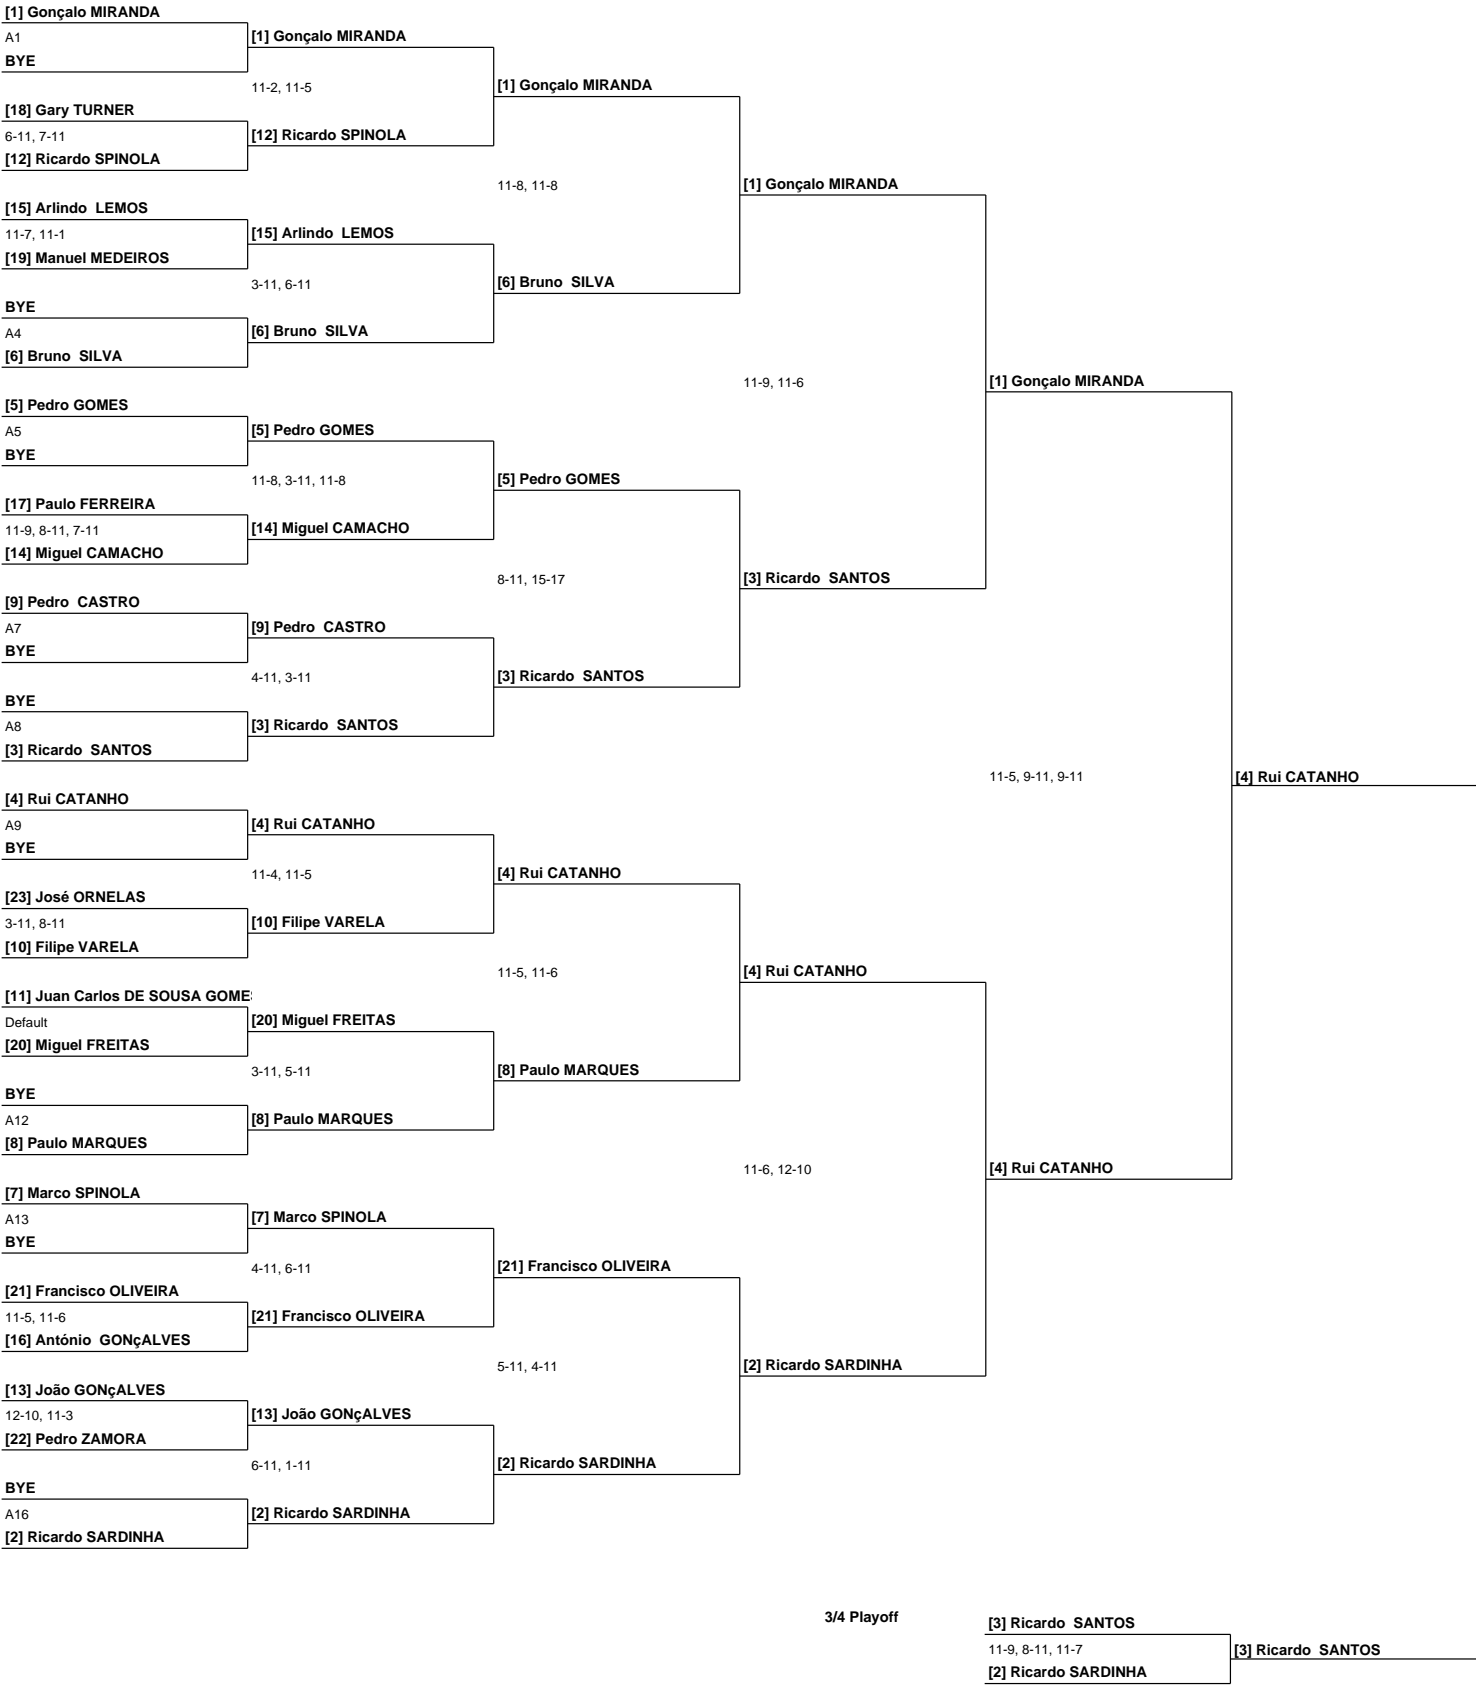 [1] Gonçalo MIRANDA
A1
BYE
[18] Gary TURNER
6-11, 7-11
[12] Ricardo SPINOLA
[15] Arlindo  LEMOS
11-7, 11-1
[19] Manuel MEDEIROS
BYE
A4
[6] Bruno  SILVA
[5] Pedro GOMES
A5
BYE
[17] Paulo FERREIRA
11-9, 8-11, 7-11
[14] Miguel CAMACHO
[9] Pedro  CASTRO
A7
BYE
BYE
A8
[3] Ricardo  SANTOS
[4] Rui CATANHO
A9
BYE
[23] José ORNELAS
3-11, 8-11
[10] Filipe VARELA
[11] Juan Carlos DE SOUSA GOME
Default
[20] Miguel FREITAS
BYE
A12
[8] Paulo MARQUES
[7] Marco SPINOLA
A13
BYE
[21] Francisco OLIVEIRA
11-5, 11-6
[16] António  GONçALVES
[13] João GONçALVES
12-10, 11-3
[22] Pedro ZAMORA
BYE
A16
[2] Ricardo SARDINHA
[1] Gonçalo MIRANDA
11-2, 11-5
[12] Ricardo SPINOLA
[15] Arlindo  LEMOS
3-11, 6-11
[6] Bruno  SILVA
[5] Pedro GOMES
11-8, 3-11, 11-8
[14] Miguel CAMACHO
[9] Pedro  CASTRO
4-11, 3-11
[3] Ricardo  SANTOS
[4] Rui CATANHO
11-4, 11-5
[10] Filipe VARELA
[20] Miguel FREITAS
3-11, 5-11
[8] Paulo MARQUES
[7] Marco SPINOLA
4-11, 6-11
[21] Francisco OLIVEIRA
[13] João GONçALVES
6-11, 1-11
[2] Ricardo SARDINHA
[1] Gonçalo MIRANDA
11-8, 11-8
[6] Bruno  SILVA
[5] Pedro GOMES
8-11, 15-17
[3] Ricardo  SANTOS
[4] Rui CATANHO
11-5, 11-6
[8] Paulo MARQUES
[21] Francisco OLIVEIRA
5-11, 4-11
[2] Ricardo SARDINHA
[1] Gonçalo MIRANDA
11-9, 11-6
[3] Ricardo  SANTOS
[4] Rui CATANHO
11-6, 12-10
[2] Ricardo SARDINHA
[1] Gonçalo MIRANDA
11-5, 9-11, 9-11
[4] Rui CATANHO
[4] Rui CATANHO
3/4 Playoff
[3] Ricardo  SANTOS
11-9, 8-11, 11-7
[2] Ricardo SARDINHA
[3] Ricardo  SANTOS